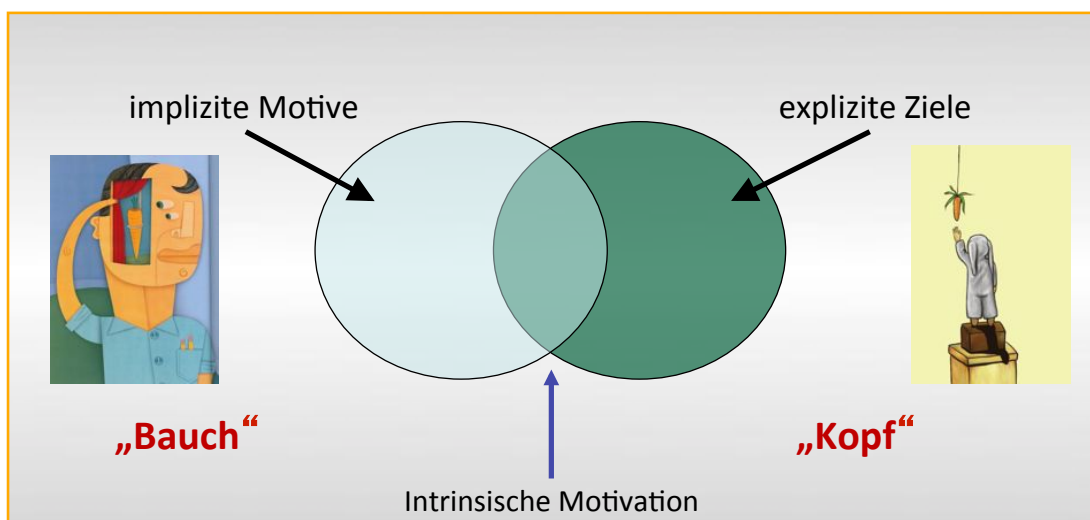 implizite Motive
explizite Ziele
„Bauch“
„Kopf“
Intrinsische Motivation